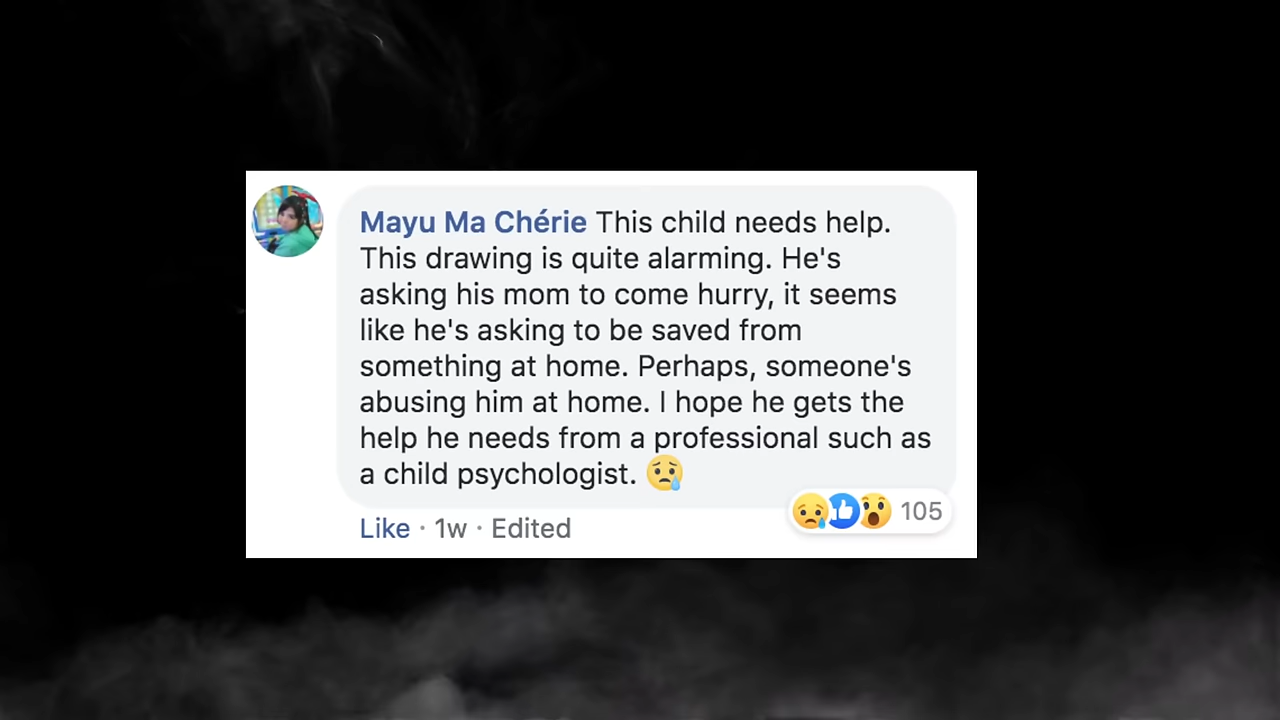 Mayu Ma Chérie This child needs help.
This drawing is quite alarming. He's
asking his mom to come hurry, it seems
like he's asking to be saved from
something at home. Perhaps, someone's
abusing him at home. I hope he gets the
help he needs from a professional such as
a child psychologist. 😢
105
Like · 1w · Edited